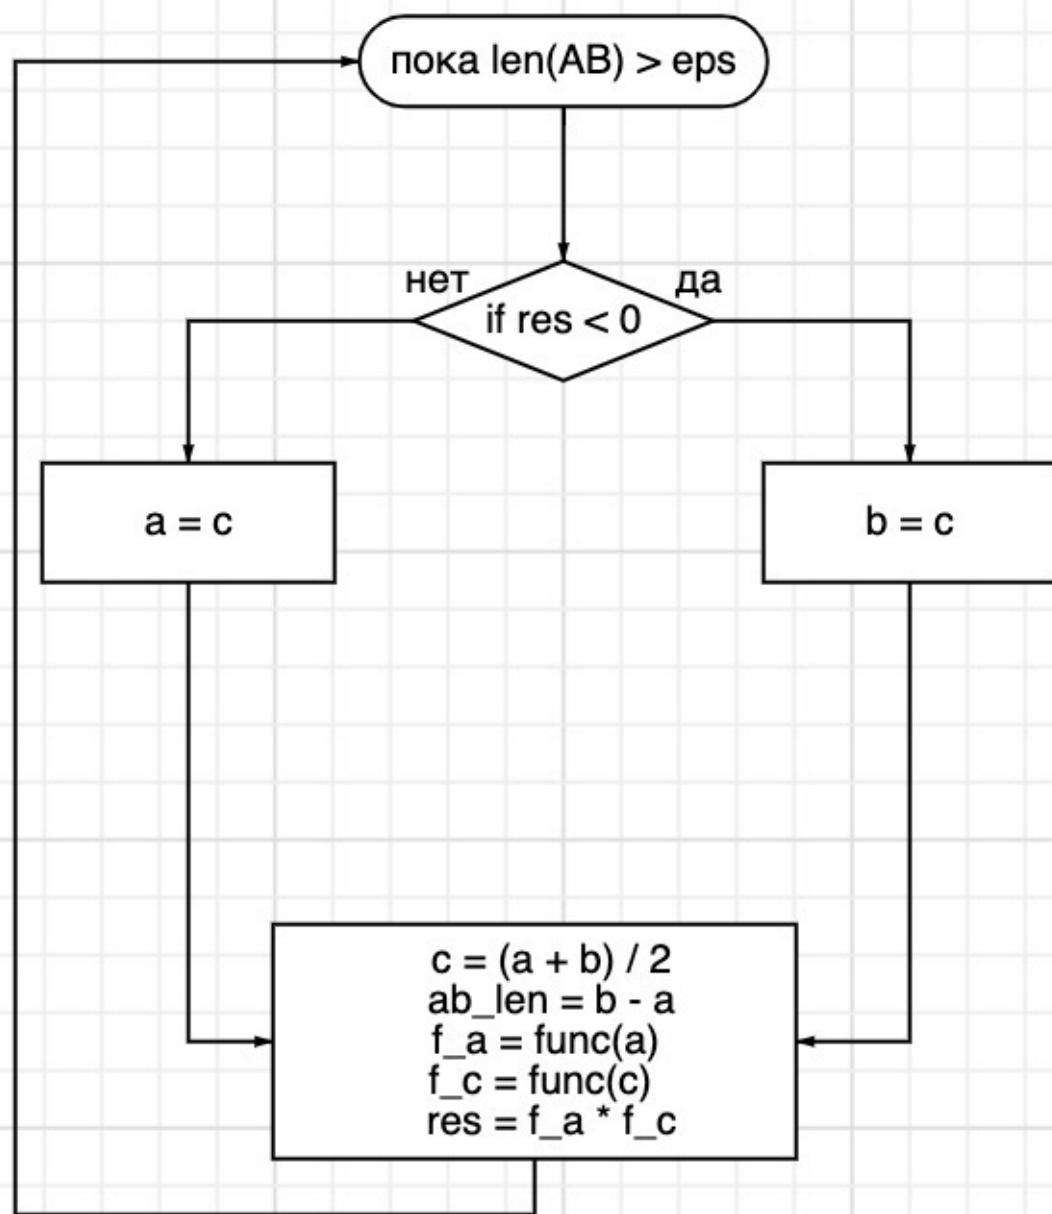 пока len(AB) > eps
нет
да
if res < 0
a = c
b = c
c = (a + b) / 2
ab_len = b - a
f_a = func(a)
f_c = func(c)
res = f_a * f_c